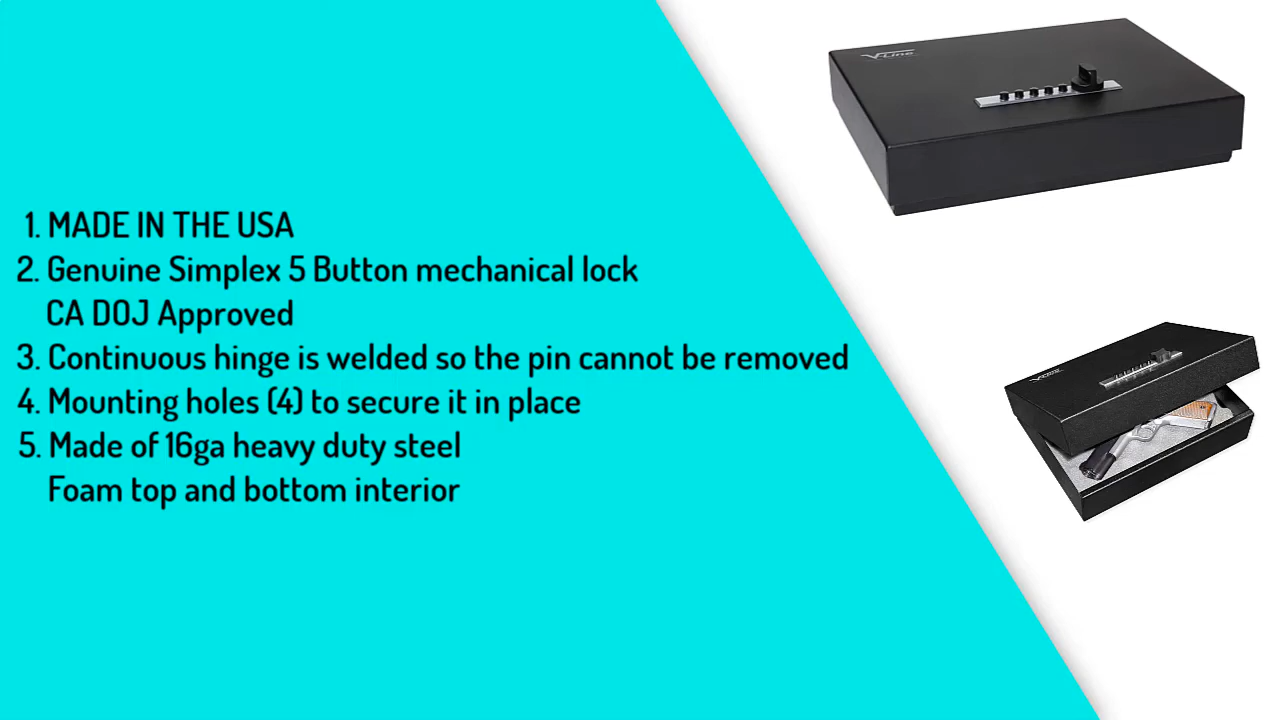 1. MADE IN THE USA
2. Genuine Simplex 5 Button mechanical lock
CA DOJ Approved
3. Continuous hinge is welded so the pin cannot be removed
4. Mounting holes (4) to secure it in place
5. Made of 16ga heavy duty steel
Foam top and bottom interior
V-Line
V-Line